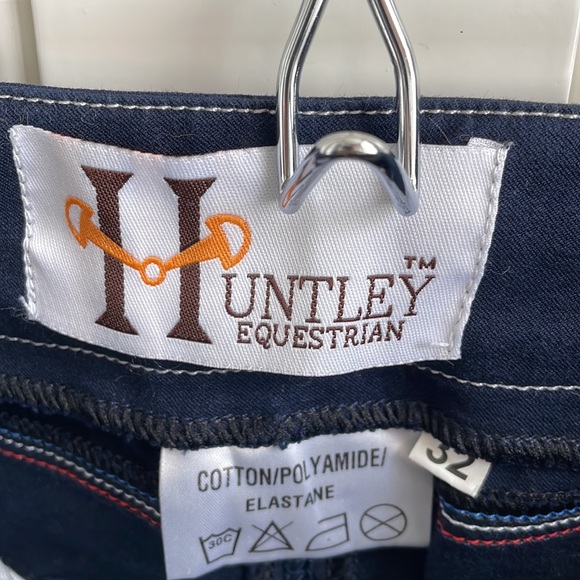 HUNTLEY™
EQUESTRIAN
COTTON/POLYAMIDE/
ELASTANE
32
30C